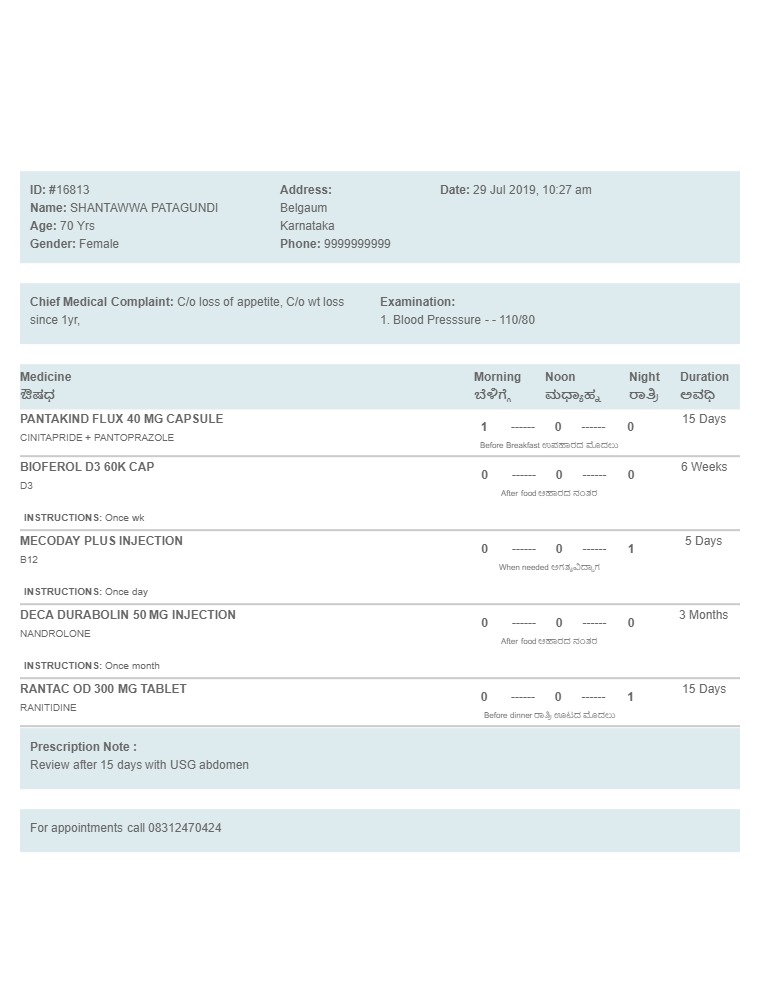 ID: #16813
Name: SHANTAWWA PATAGUNDI
Age: 70 Yrs
Gender: Female
Address:
Belgaum
Karnataka
Phone: 9999999999
Date: 29 Jul 2019, 10:27 am
Chief Medical Complaint: C/o loss of appetite, C/o wt loss
since 1yr,
Examination:
1. Blood Presssure - - 110/80
Medicine Morning Noon Night Duration
ಔಷಧ ಬೆಳಿಗ್ಗೆ ಮಧ್ಯಾಹ್ನ ರಾತ್ರಿ ಅವಧಿ
PANTAKIND FLUX 40 MG CAPSULE 1 ------ 0 ------ 0 15 Days
CINITAPRIDE + PANTOPRAZOLE Before Breakfast ಉಪಹಾರದ ಮೊದಲು
BIOFEROL D3 60K CAP 0 ------ 0 ------ 0 6 Weeks
D3 After food ಆಹಾರದ ನಂತರ
INSTRUCTIONS: Once wk
MECODAY PLUS INJECTION 0 ------ 0 ------ 1 5 Days
B12 When needed ಅಗತ್ಯವಿದ್ದಾಗ
INSTRUCTIONS: Once day
DECA DURABOLIN 50 MG INJECTION 0 ------ 0 ------ 0 3 Months
NANDROLONE After food ಆಹಾರದ ನಂತರ
INSTRUCTIONS: Once month
RANTAC OD 300 MG TABLET 0 ------ 0 ------ 1 15 Days
RANITIDINE Before dinner ರಾತ್ರಿ ಊಟದ ಮೊದಲು
Prescription Note :
Review after 15 days with USG abdomen
For appointments call 08312470424